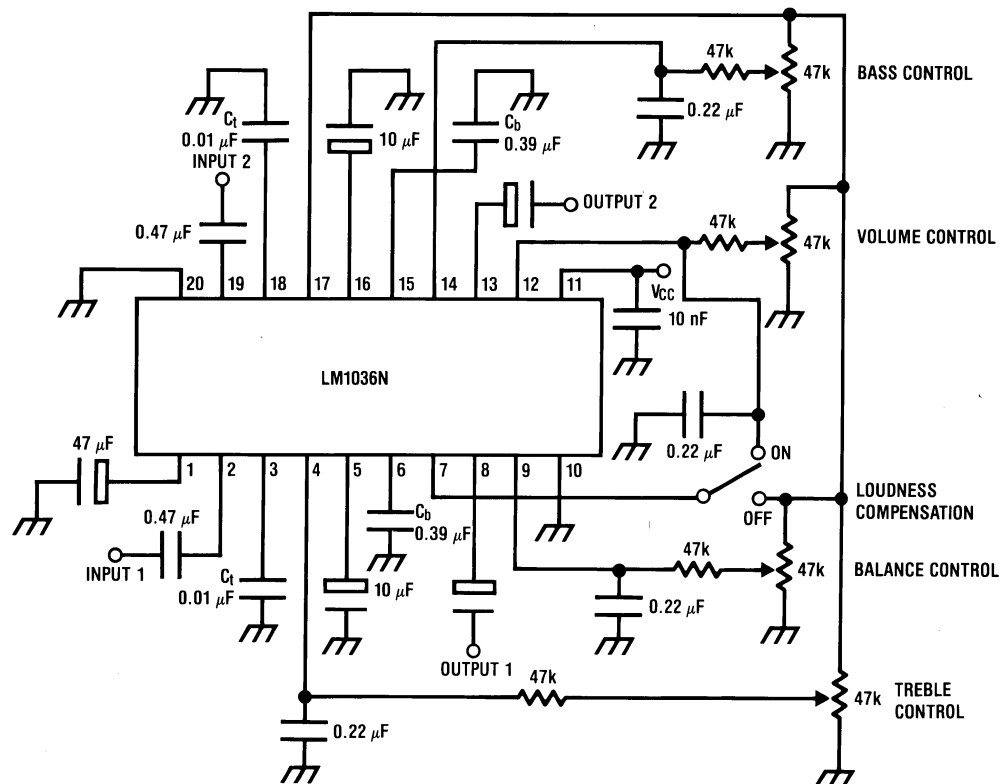 47k
47k
BASS CONTROL
0.22 µF
Ct
0.01 µF
10 µF
Cb
0.39 µF
INPUT 2
0.47 µF
OUTPUT 2
47k
47k
VOLUME CONTROL
20 19 18 17 16 15 14 13 12 11
VCC
10 nF
LM1036N
0.22 µF
ON
OFF
LOUDNESS
COMPENSATION
1 2 3 4 5 6 7 8 9 10
47 µF
0.47 µF
INPUT 1
Ct
0.01 µF
10 µF
Cb
0.39 µF
47k
47k
BALANCE CONTROL
0.22 µF
OUTPUT 1
47k
47k
TREBLE
CONTROL
0.22 µF